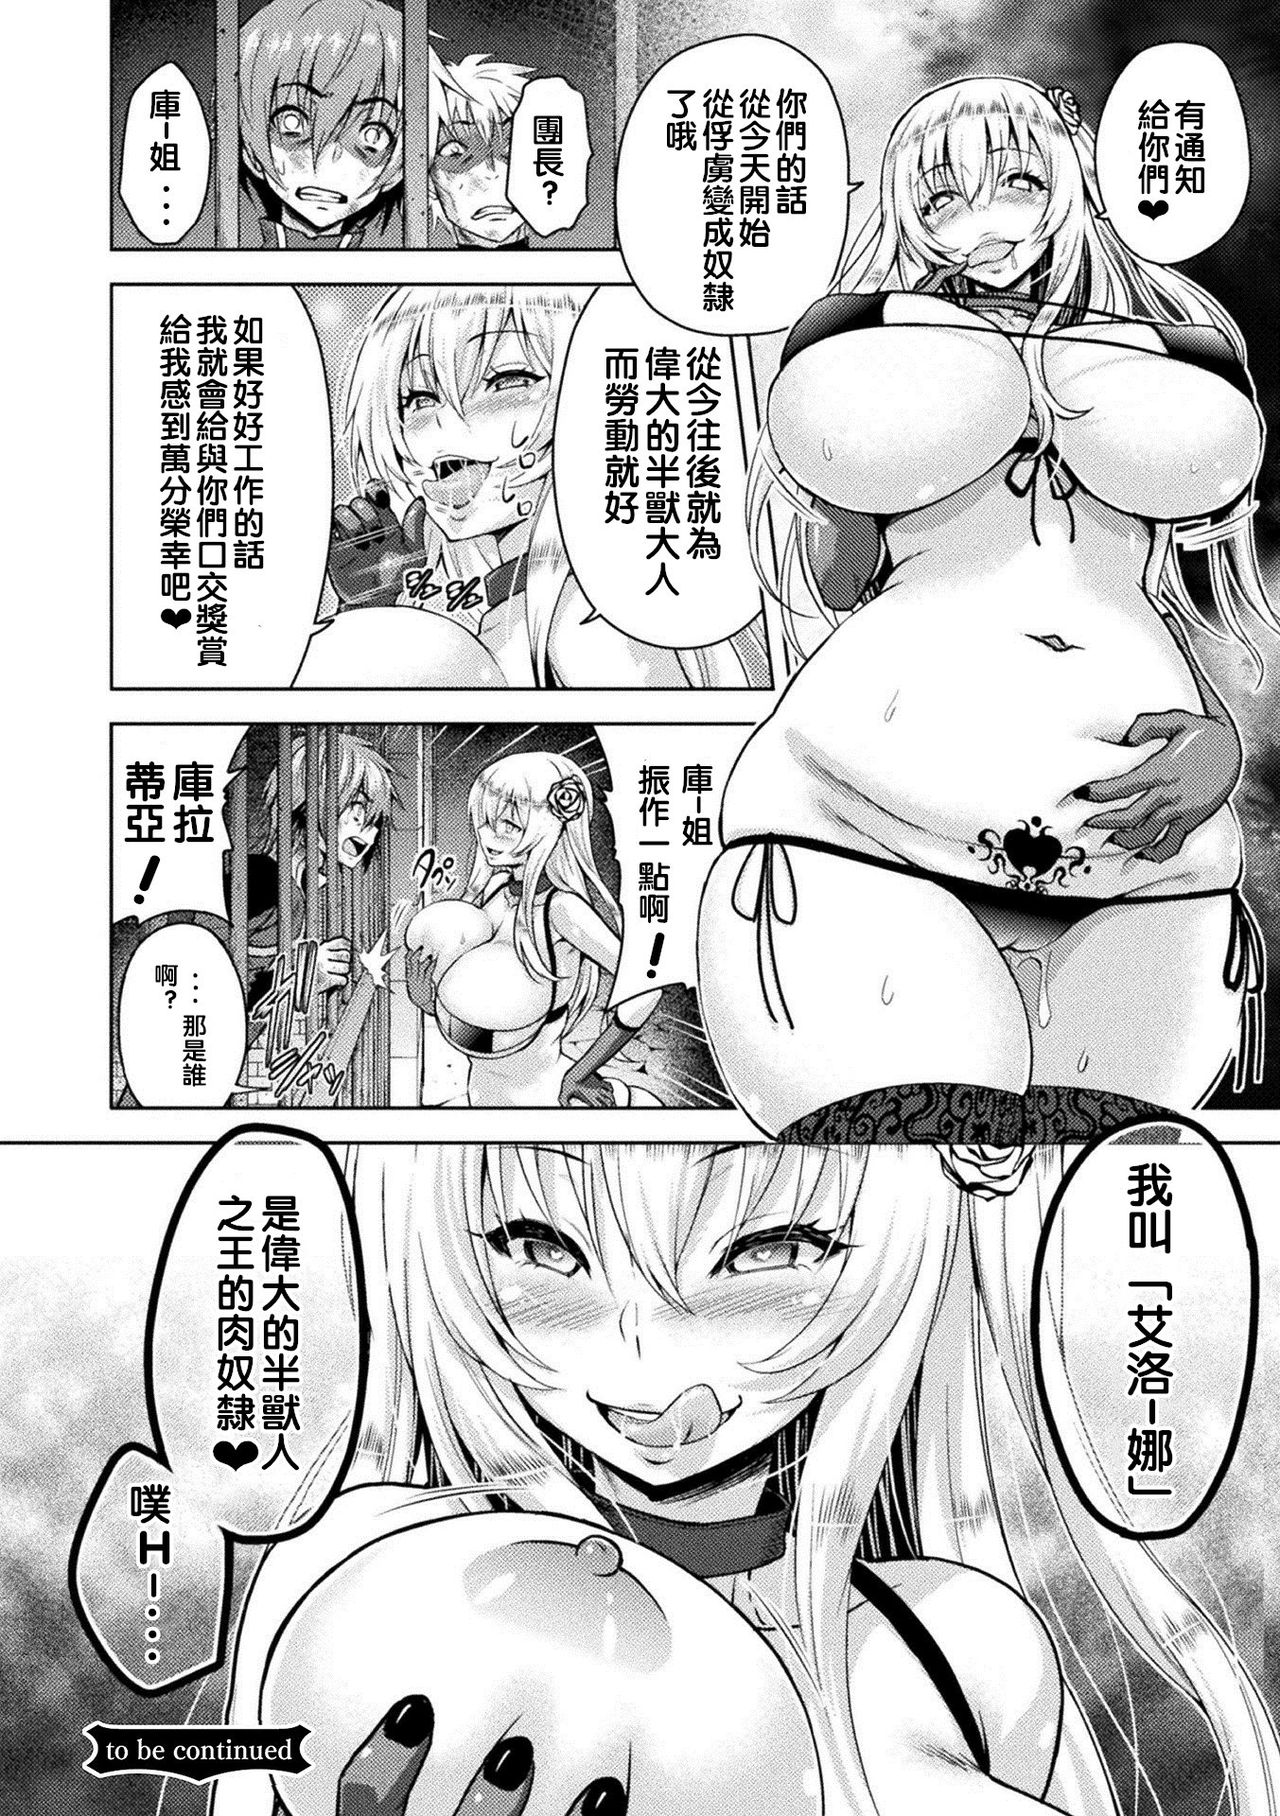 有通知
給你們❤
你們的話
從今天開始
從俘虜變成奴隸
了哦
團長?
庫-姐
...
從今往後就為
偉大的半獸大人
而勞動就好
如果好好工作的話
我就會給與你們口交獎賞
給我感到萬分榮幸吧❤
庫-姐
振作一點啊!
庫拉
蒂亞!
...那是誰
啊?
我叫「艾洛-娜」
是偉大的半獸人
之王的肉奴隸❤
噗H-...
to be continued